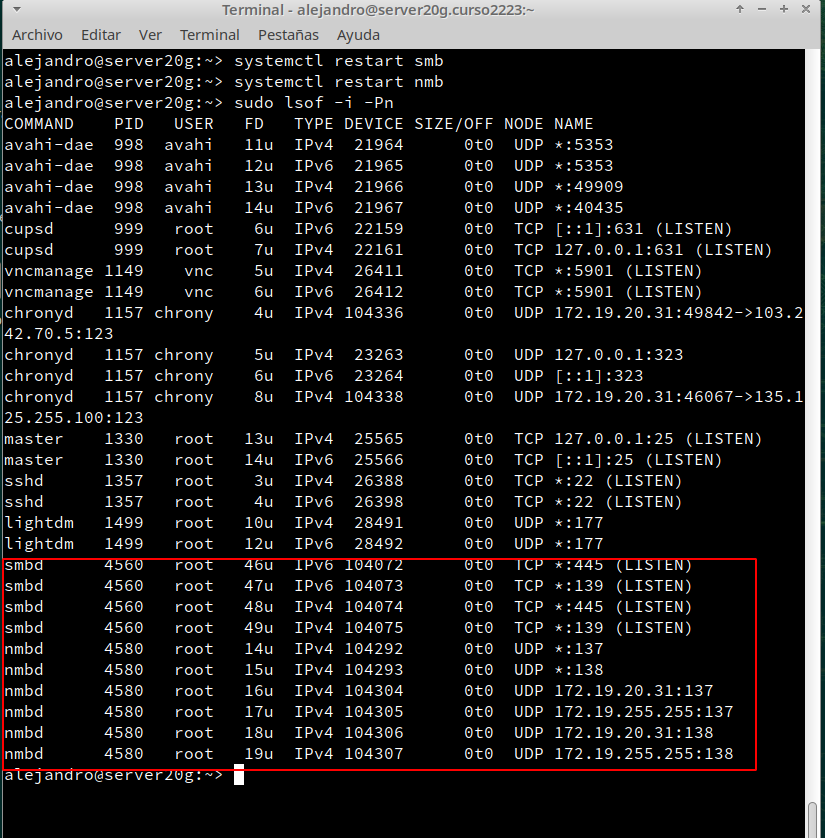 Terminal - alejandro@server20g.curso2223:~
Archivo Editar Ver Terminal Pestañas Ayuda
alejandro@server20g:~> systemctl restart smb
alejandro@server20g:~> systemctl restart nmb
alejandro@server20g:~> sudo lsof -i -Pn
COMMAND    PID   USER   FD   TYPE DEVICE SIZE/OFF NODE NAME
avahi-dae  998  avahi   11u  IPv4  21964      0t0  UDP *:5353
avahi-dae  998  avahi   12u  IPv6  21965      0t0  UDP *:5353
avahi-dae  998  avahi   13u  IPv4  21966      0t0  UDP *:49909
avahi-dae  998  avahi   14u  IPv6  21967      0t0  UDP *:40435
cupsd      999   root    6u  IPv6  22159      0t0  TCP [::1]:631 (LISTEN)
cupsd      999   root    7u  IPv4  22161      0t0  TCP 127.0.0.1:631 (LISTEN)
vncmanage 1149    vnc    5u  IPv4  26411      0t0  TCP *:5901 (LISTEN)
vncmanage 1149    vnc    6u  IPv6  26412      0t0  TCP *:5901 (LISTEN)
chronyd   1157 chrony    4u  IPv4 104336      0t0  UDP 172.19.20.31:49842->103.2
42.70.5:123
chronyd   1157 chrony    5u  IPv4  23263      0t0  UDP 127.0.0.1:323
chronyd   1157 chrony    6u  IPv6  23264      0t0  UDP [::1]:323
chronyd   1157 chrony    8u  IPv4 104338      0t0  UDP 172.19.20.31:46067->135.1
25.255.100:123
master    1330   root   13u  IPv4  25565      0t0  TCP 127.0.0.1:25 (LISTEN)
master    1330   root   14u  IPv6  25566      0t0  TCP [::1]:25 (LISTEN)
sshd      1357   root    3u  IPv4  26388      0t0  TCP *:22 (LISTEN)
sshd      1357   root    4u  IPv6  26398      0t0  TCP *:22 (LISTEN)
lightdm   1499   root   10u  IPv4  28491      0t0  UDP *:177
lightdm   1499   root   12u  IPv6  28492      0t0  UDP *:177
smbd      4560   root   46u  IPv6 104072      0t0  TCP *:445 (LISTEN)
smbd      4560   root   47u  IPv6 104073      0t0  TCP *:139 (LISTEN)
smbd      4560   root   48u  IPv4 104074      0t0  TCP *:445 (LISTEN)
smbd      4560   root   49u  IPv4 104075      0t0  TCP *:139 (LISTEN)
nmbd      4580   root   14u  IPv4 104292      0t0  UDP *:137
nmbd      4580   root   15u  IPv4 104293      0t0  UDP *:138
nmbd      4580   root   16u  IPv4 104304      0t0  UDP 172.19.20.31:137
nmbd      4580   root   17u  IPv4 104305      0t0  UDP 172.19.255.255:137
nmbd      4580   root   18u  IPv4 104306      0t0  UDP 172.19.20.31:138
nmbd      4580   root   19u  IPv4 104307      0t0  UDP 172.19.255.255:138
alejandro@server20g:~>